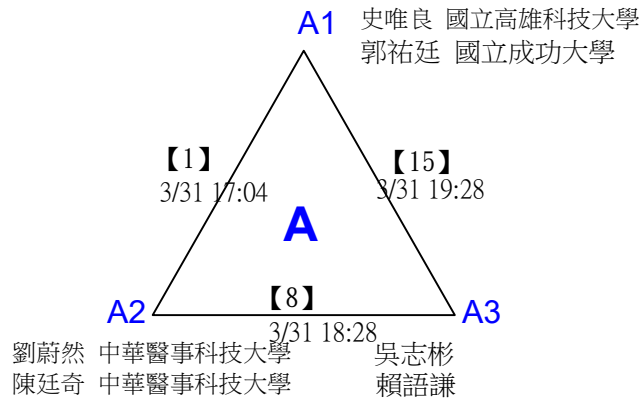 A1
史唯良 國立高雄科技大學
郭祐廷 國立成功大學
【1】
3/31 17:04
【15】
3/31 19:28
A
【8】
3/31 18:28
A2
A3
劉蔚然 中華醫事科技大學
陳廷奇 中華醫事科技大學
吳志彬
賴語謙